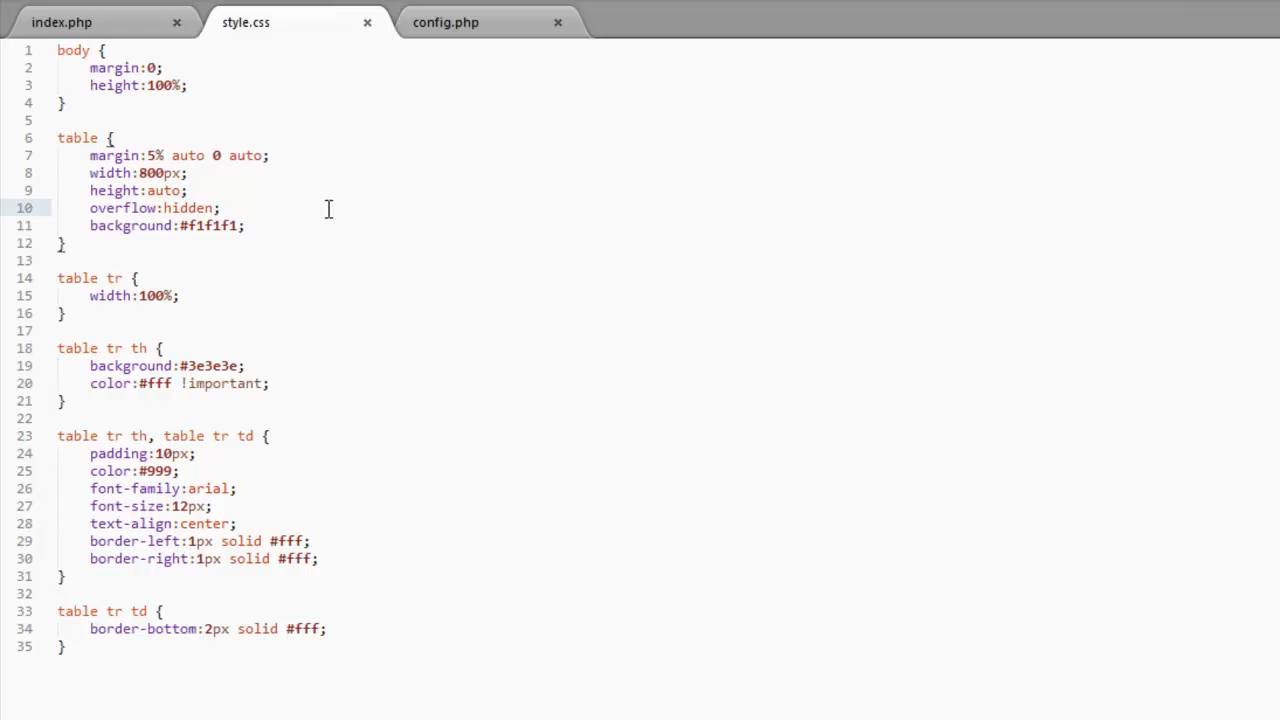 index.php × style.css × config.php ×
1 body {
2 margin:0;
3 height:100%;
4 }
5
6 table {
7 margin:5% auto 0 auto;
8 width:800px;
9 height:auto;
10 overflow:hidden;
11 background:#f1f1f1;
12 }
13
14 table tr {
15 width:100%;
16 }
17
18 table tr th {
19 background:#3e3e3e;
20 color:#fff !important;
21 }
22
23 table tr th, table tr td {
24 padding:10px;
25 color:#999;
26 font-family:arial;
27 font-size:12px;
28 text-align:center;
29 border-left:1px solid #fff;
30 border-right:1px solid #fff;
31 }
32
33 table tr td {
34 border-bottom:2px solid #fff;
35 }